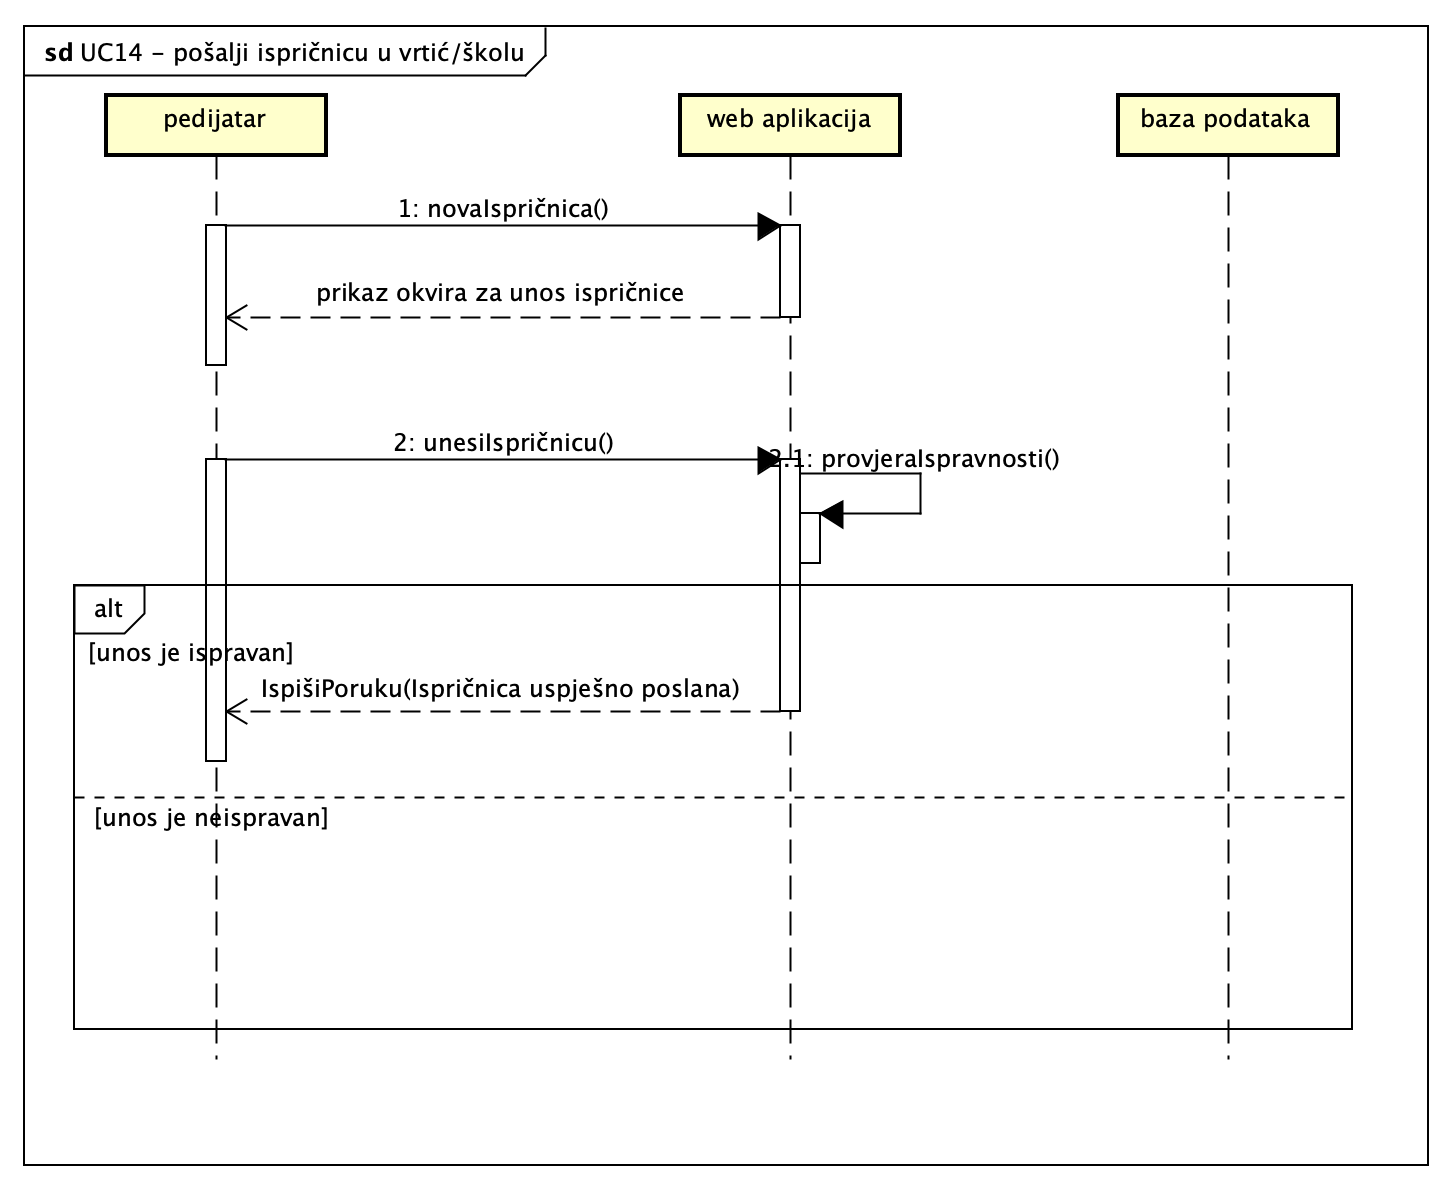 sd UC14 – pošalji ispričnicu u vrtić/školu
pedijatar
web aplikacija
baza podataka
1: novaIspričnica()
prikaz okvira za unos ispričnice
2: unesiIspričnicu()
2.1: provjeraIspravnosti()
alt
[unos je ispravan]
IspišiPoruku(Ispričnica uspješno poslana)
[unos je neispravan]